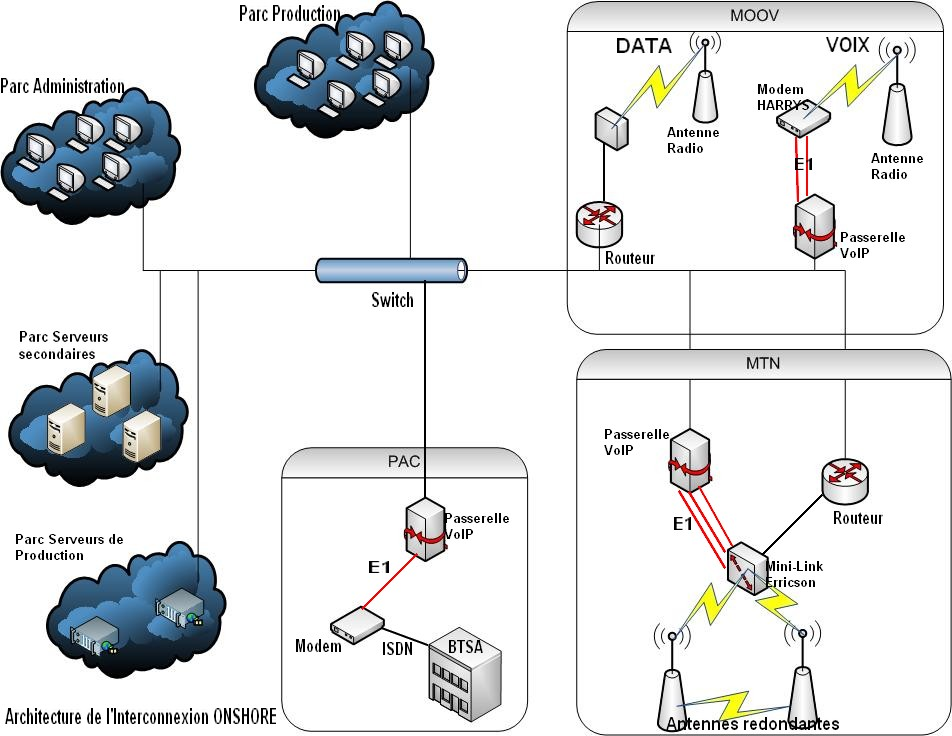 Parc Production
MOOV
DATA
VOIX
Parc Administration
Modem
HARRYS
Antenne
Radio
Antenne
Radio
E1
Passerelle
VoIP
Routeur
Switch
Parc Serveurs
secondaires
MTN
Passerelle
VoIP
E1
Routeur
Mini-Link
Erricson
Antennes redondantes
PAC
Passerelle
VoIP
E1
Modem
ISDN
BTSA
Parc Serveurs de
Production
Architecture de l'Interconnexion ONSHORE